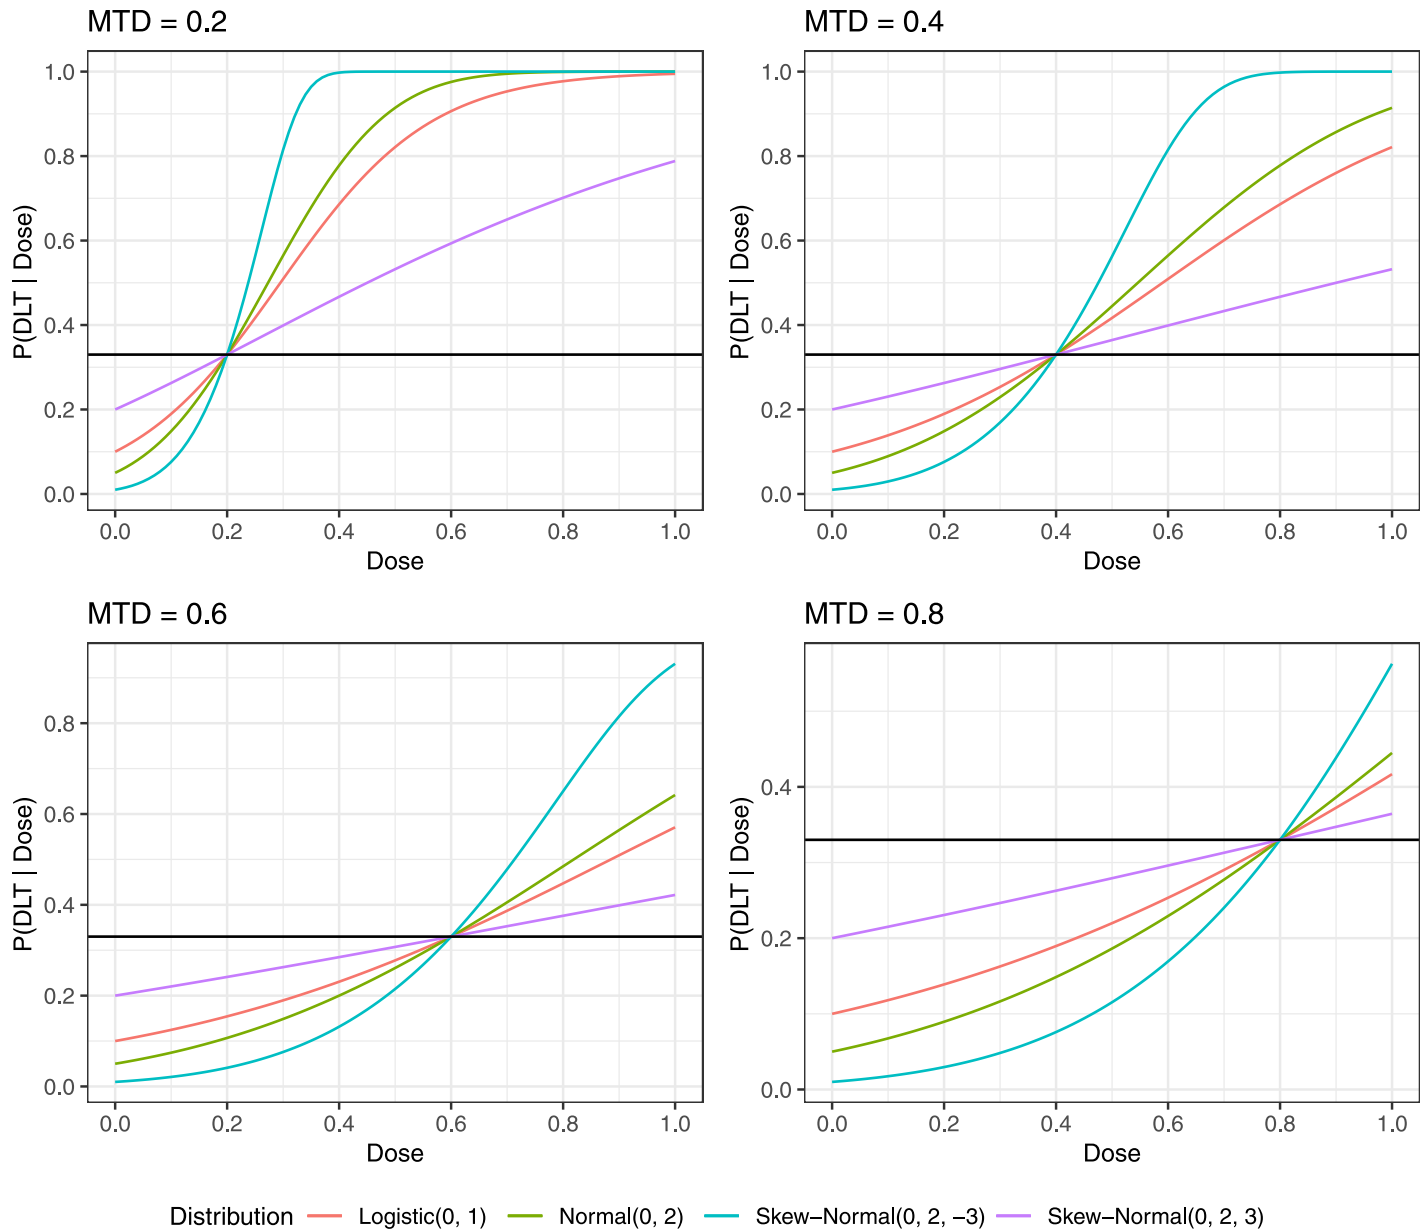 MTD = 0.2
P(DLT | Dose)
1.0
0.8
0.6
0.4
0.2
0.0
0.0 0.2 0.4 0.6 0.8 1.0
Dose
MTD = 0.4
P(DLT | Dose)
1.0
0.8
0.6
0.4
0.2
0.0
0.0 0.2 0.4 0.6 0.8 1.0
Dose
MTD = 0.6
P(DLT | Dose)
0.8
0.6
0.4
0.2
0.0
0.0 0.2 0.4 0.6 0.8 1.0
Dose
MTD = 0.8
P(DLT | Dose)
0.4
0.2
0.0
0.0 0.2 0.4 0.6 0.8 1.0
Dose
Distribution Logistic(0, 1) Normal(0, 2) Skew−Normal(0, 2, −3) Skew−Normal(0, 2, 3)